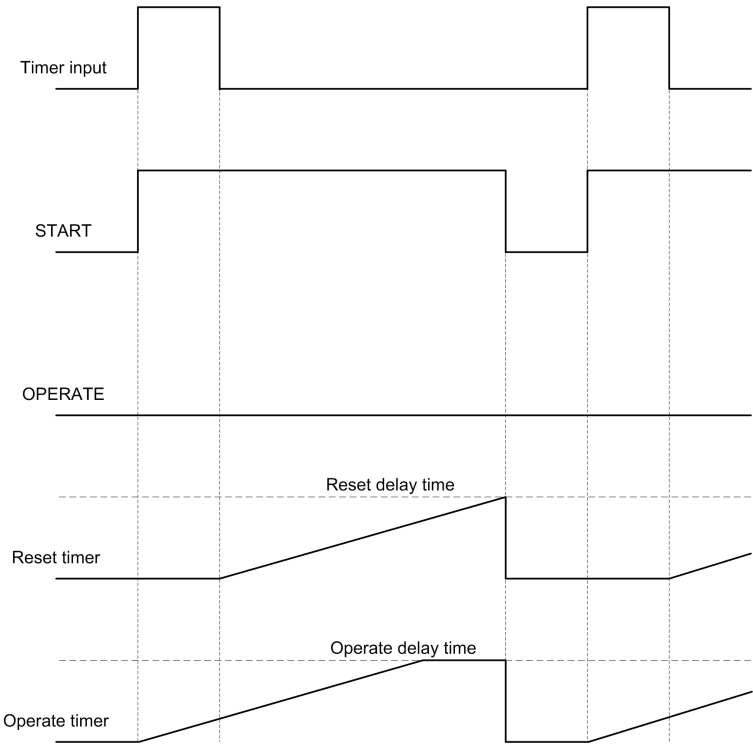 Timer input
START
OPERATE
Reset delay time
Reset timer
Operate delay time
Operate timer